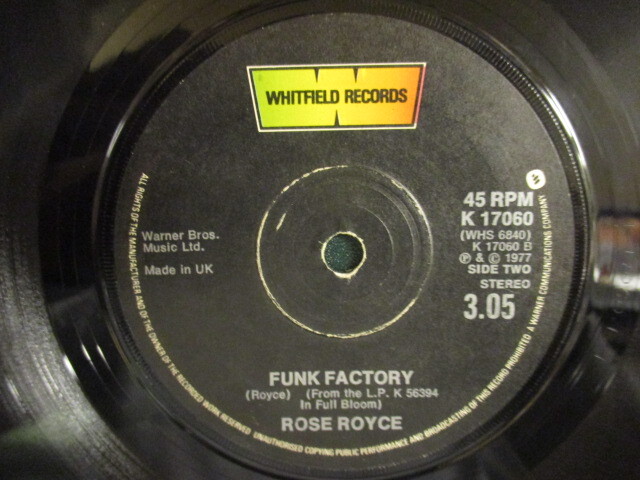 WHITFIELD RECORDS
45 RPM
K 17060
(WHS 6840)
K 17060 B
℗ & © 1977
SIDE TWO
STEREO
3.05
Warner Bros.
Music Ltd.
Made in UK
FUNK FACTORY
(Royce) (From the L.P. K 56394
In Full Bloom)
ROSE ROYCE
ALL RIGHTS OF THE MANUFACTURER AND OF THE OWNER OF THE RECORDED WORK RESERVED UNAUTHORISED COPYING PUBLIC PERFORMANCE AND BROADCASTING OF THIS RECORD PROHIBITED A WARNER COMMUNICATIONS COMPANY